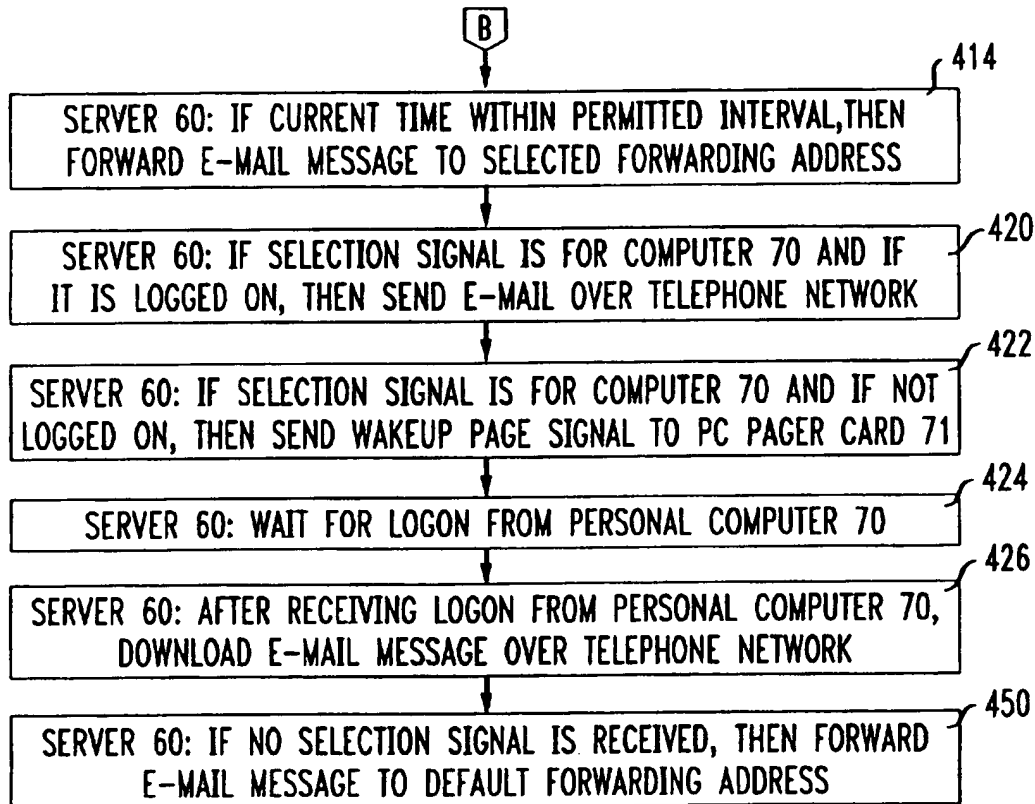 B
414
SERVER 60: IF CURRENT TIME WITHIN PERMITTED INTERVAL,THEN
FORWARD E-MAIL MESSAGE TO SELECTED FORWARDING ADDRESS
420
SERVER 60: IF SELECTION SIGNAL IS FOR COMPUTER 70 AND IF
IT IS LOGGED ON, THEN SEND E-MAIL OVER TELEPHONE NETWORK
422
SERVER 60: IF SELECTION SIGNAL IS FOR COMPUTER 70 AND IF NOT
LOGGED ON, THEN SEND WAKEUP PAGE SIGNAL TO PC PAGER CARD 71
424
SERVER 60: WAIT FOR LOGON FROM PERSONAL COMPUTER 70
426
SERVER 60: AFTER RECEIVING LOGON FROM PERSONAL COMPUTER 70,
DOWNLOAD E-MAIL MESSAGE OVER TELEPHONE NETWORK
450
SERVER 60: IF NO SELECTION SIGNAL IS RECEIVED, THEN FORWARD
E-MAIL MESSAGE TO DEFAULT FORWARDING ADDRESS